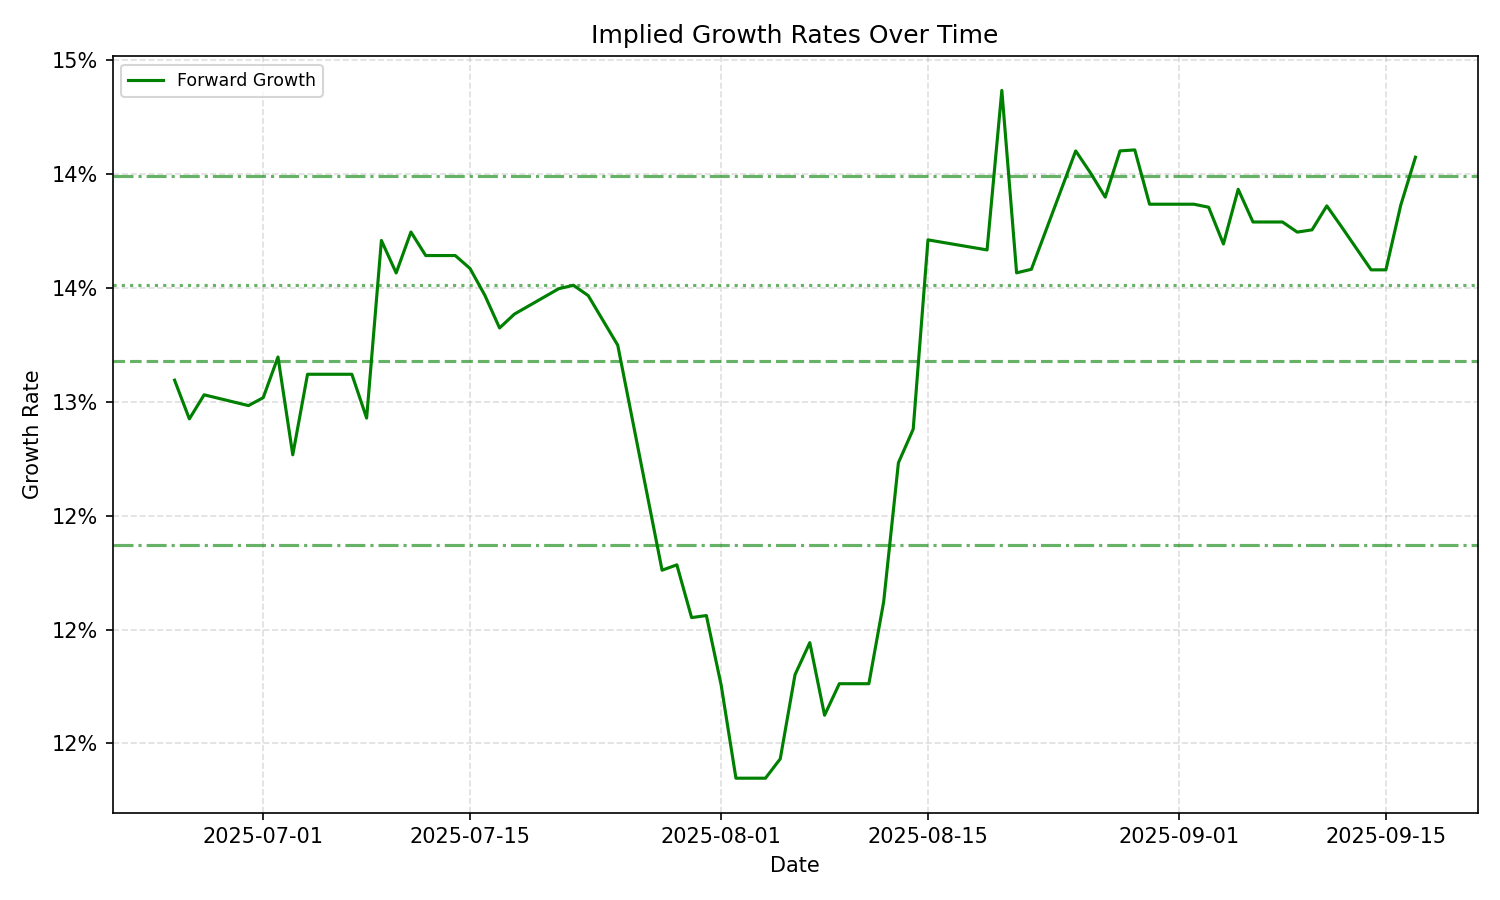 Implied Growth Rates Over Time
15%
Forward Growth
14%
14%
13%
12%
12%
12%
Growth Rate
2025-07-01 2025-07-15 2025-08-01 2025-08-15 2025-09-01 2025-09-15
Date